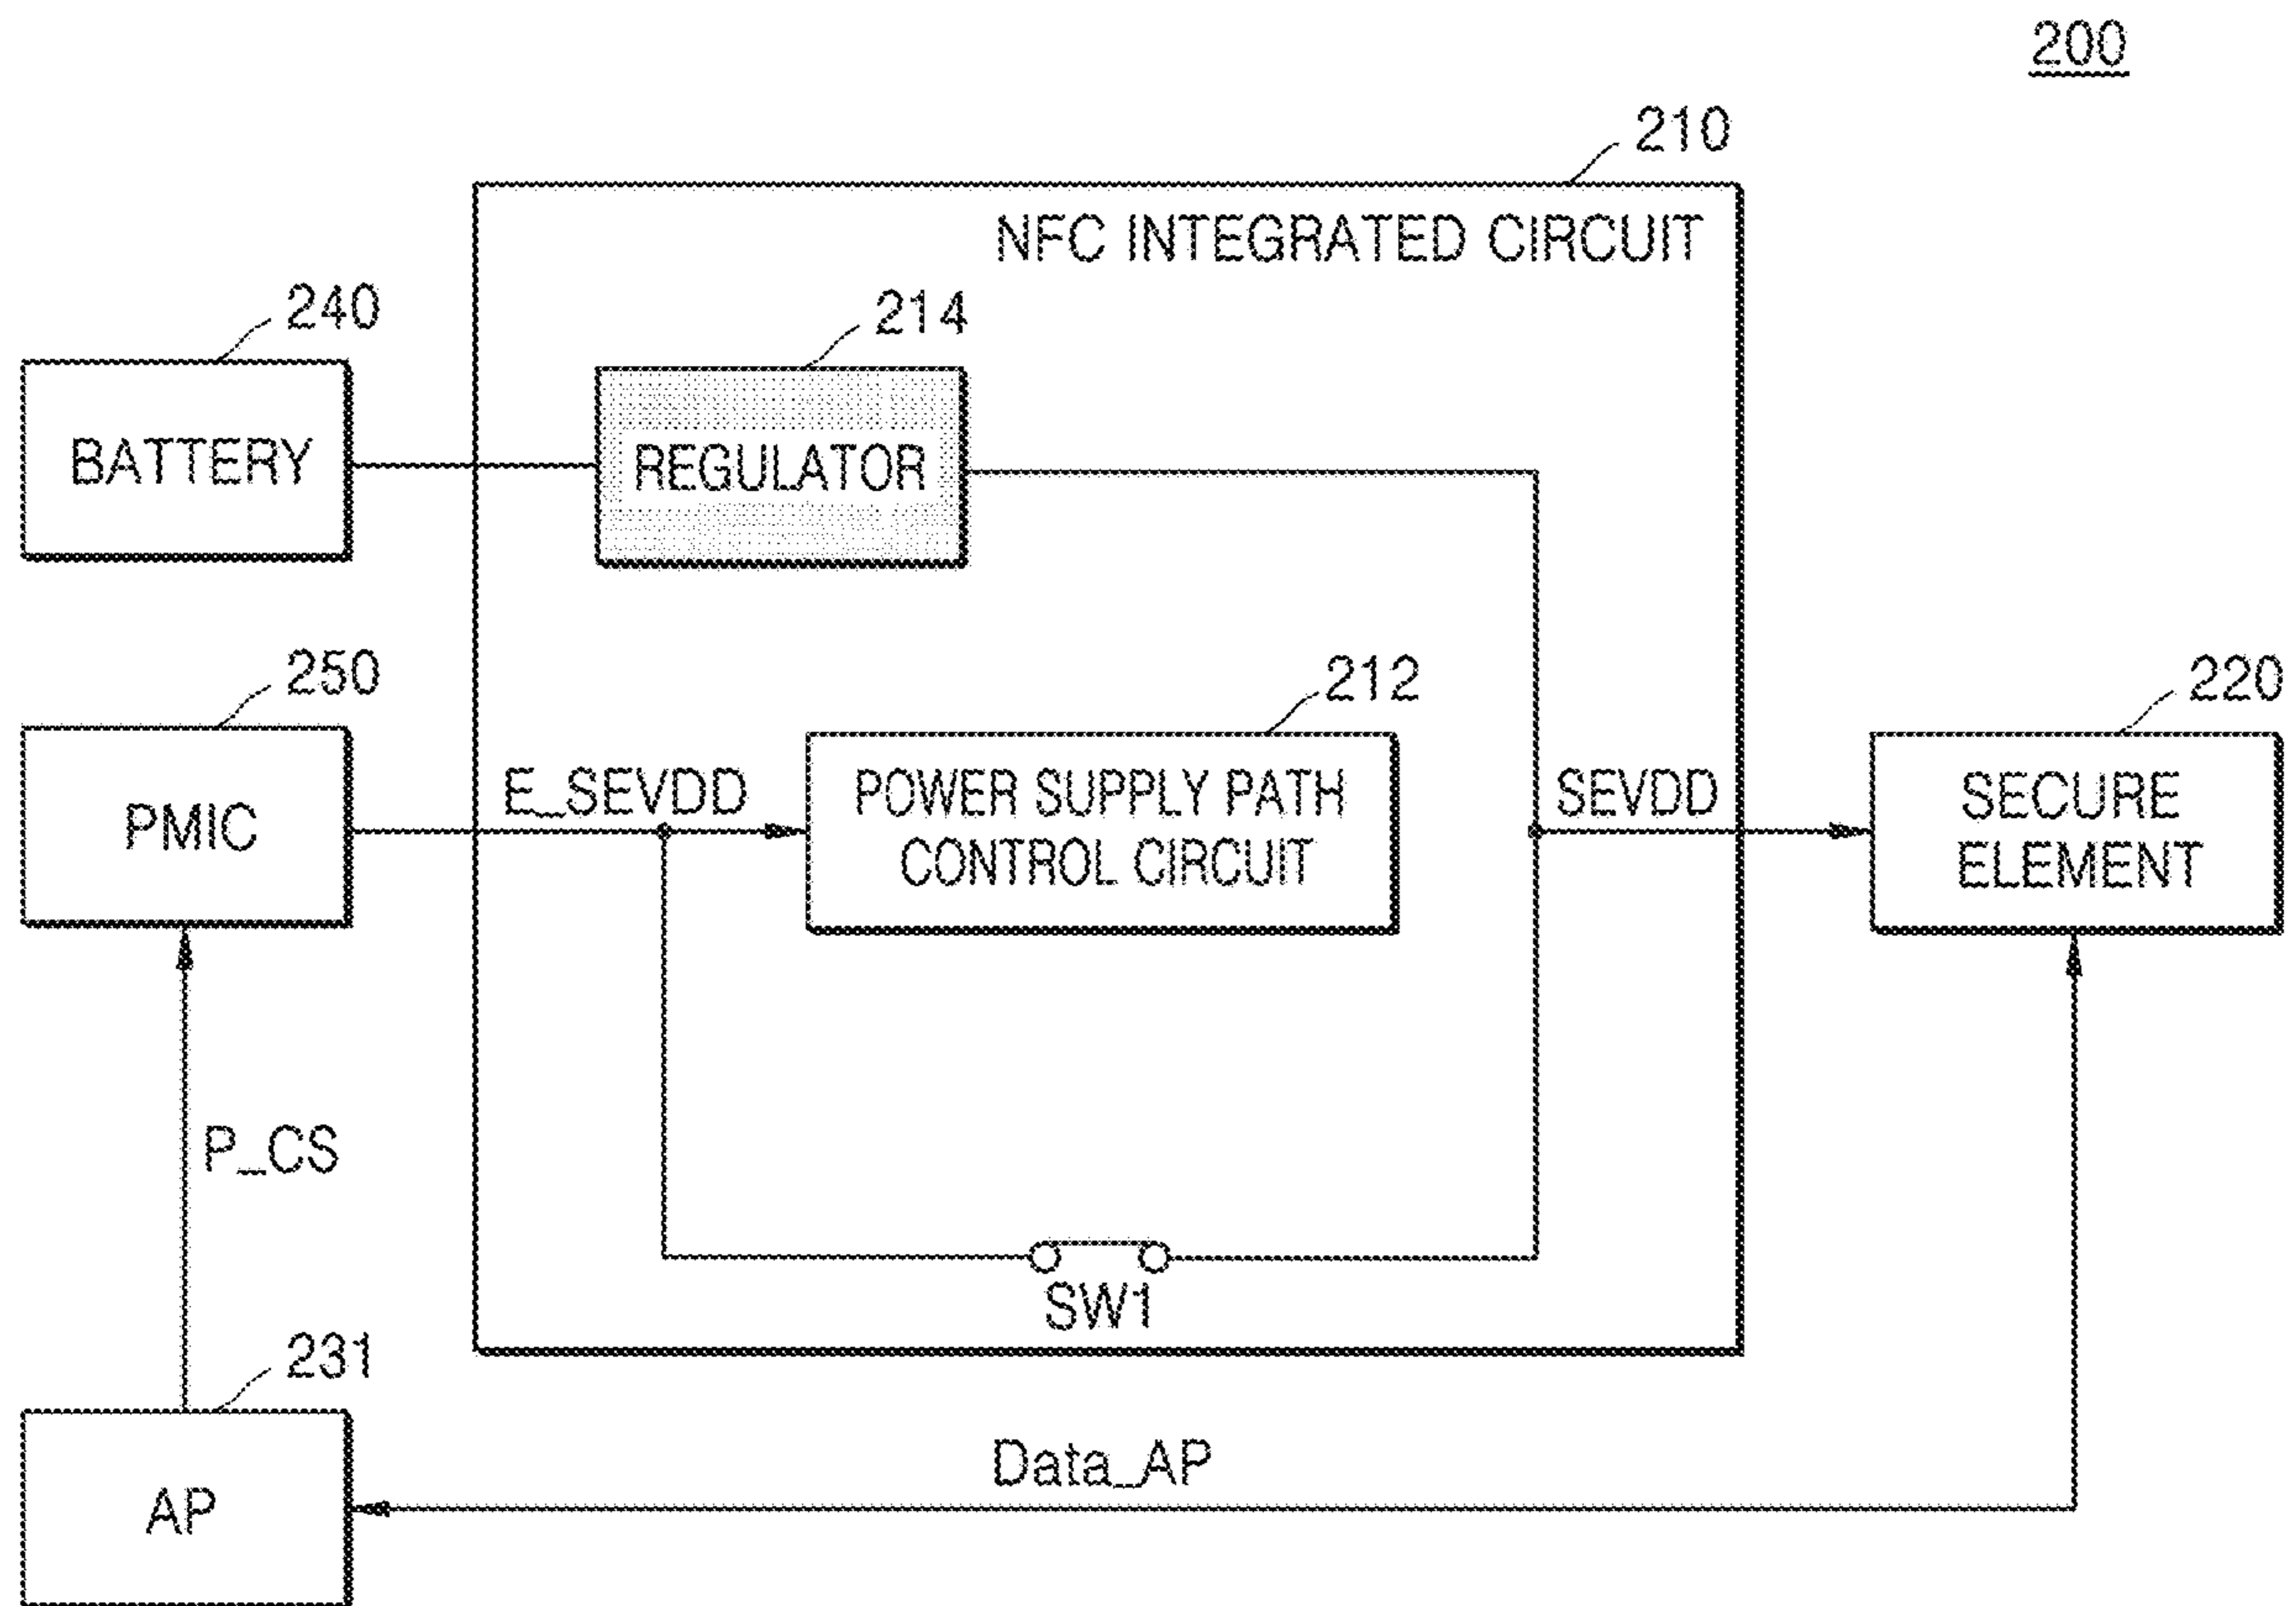 200
210
NFC INTEGRATED CIRCUIT
240
214
BATTERY
REGULATOR
250
212
220
PMIC
E_SEVDD
POWER SUPPLY PATH
CONTROL CIRCUIT
SEVDD
SECURE
ELEMENT
P_CS
SW1
231
AP
Data_AP